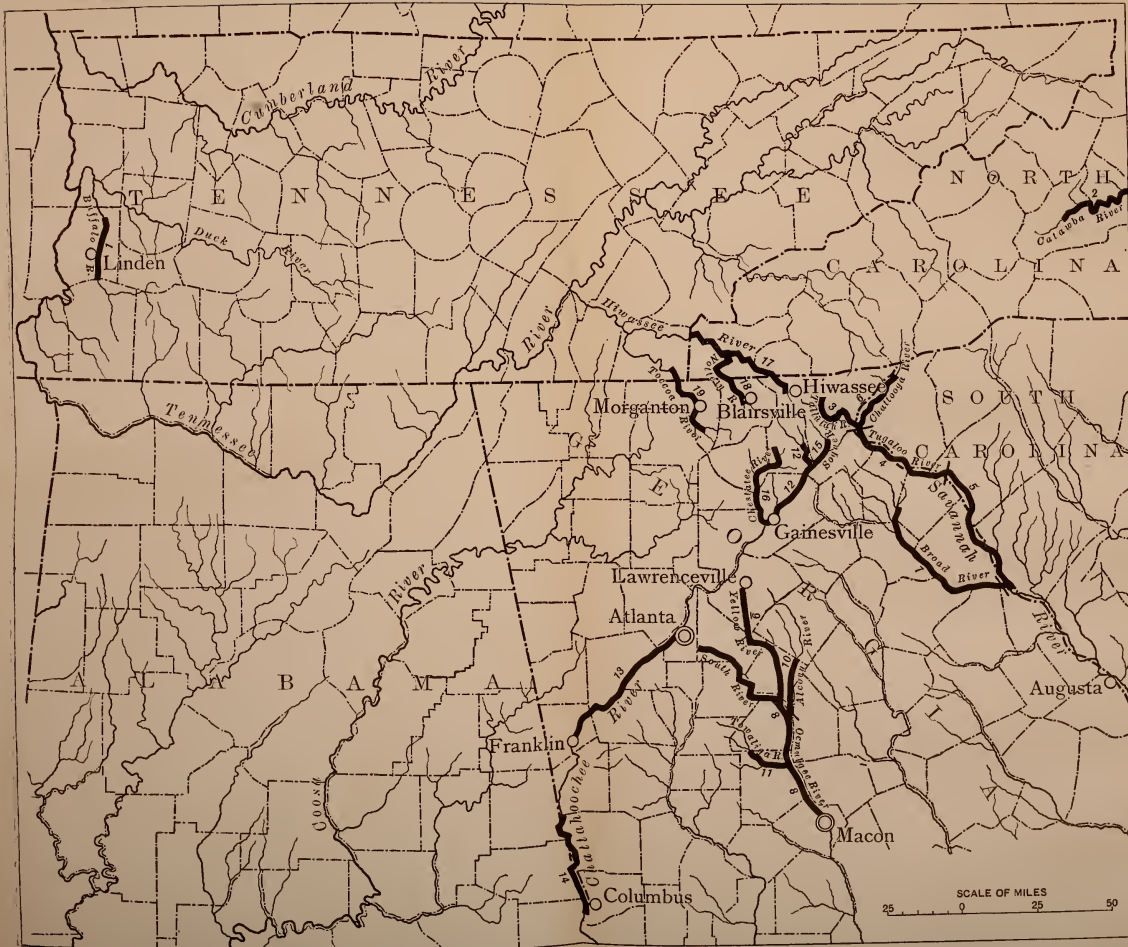 Cumberland River
TENNESSEE
NORTH
2
Catawba River
CAROLINA
Buffalo R.
Linden
Duck River
River
Hiwassee River 17
Tennessee
Toccoa River
19
Morganton
18
Blairsville
Hiwassee
3
6
Chattooga River
Tugaloo River
4
SOUTH
CAROLINA
5
Savannah
River
Chestatee River
16
12
15
12
Gainesville
7
Broad River
G E R I A
Lawrenceville
Yellow River
9
Atlanta
13
River
South River
10
Alcovy River
8
Ocmulgee River
11
8
Augusta
ALABAMA
River
Coosa
Franklin
Chattahoochee
14
Columbus
Macon
SCALE OF MILES
25 0 25 50